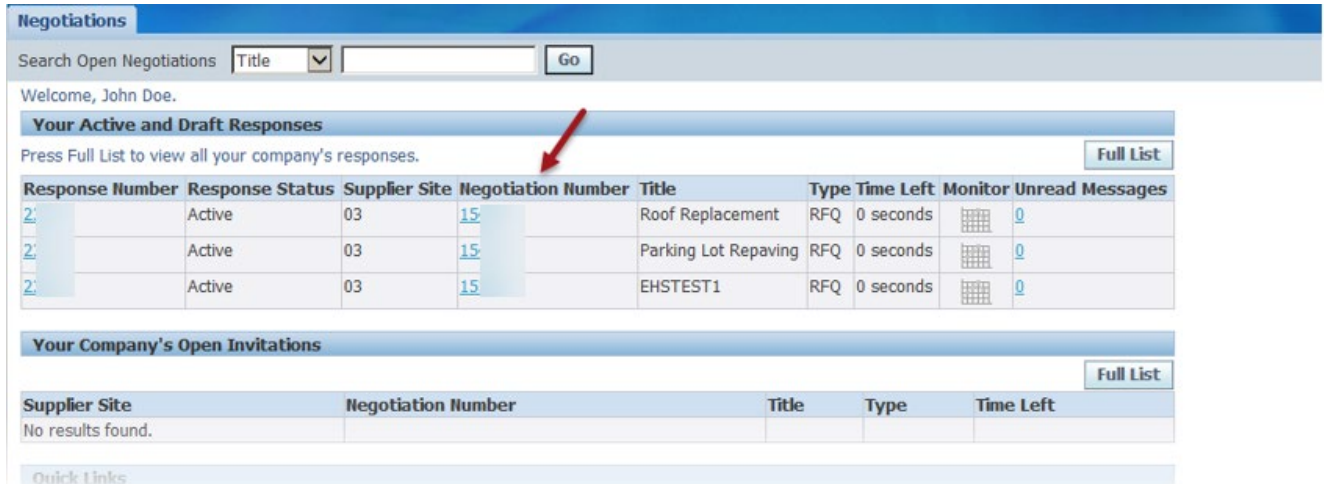 Negotiations
Search Open Negotiations Title Go
Welcome, John Doe.
Your Active and Draft Responses
Press Full List to view all your company's responses. Full List
Response Number Response Status Supplier Site Negotiation Number Title Type Time Left Monitor Unread Messages
Active 03 Roof Replacement RFQ 0 seconds 0
Active 03 Parking Lot Repaving RFQ 0 seconds 0
Active 03 EHSTEST1 RFQ 0 seconds 0
Your Company's Open Invitations
Full List
Supplier Site Negotiation Number Title Type Time Left
No results found.
Quick Links